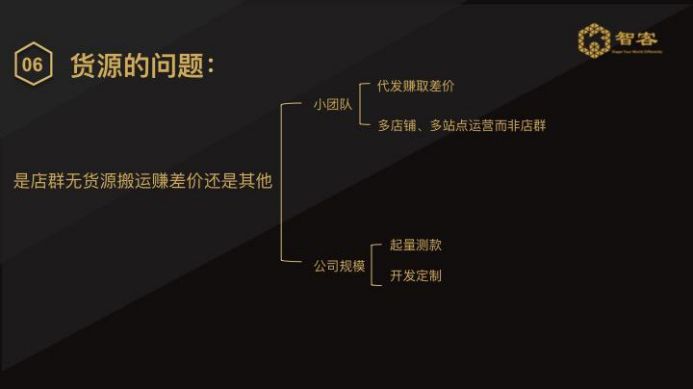 06 货源的问题：
智客
小团队
代发赚取差价
多店铺、多站点运营而非店群
是店群无货源搬运赚差价还是其他
公司规模
起量测款
开发定制